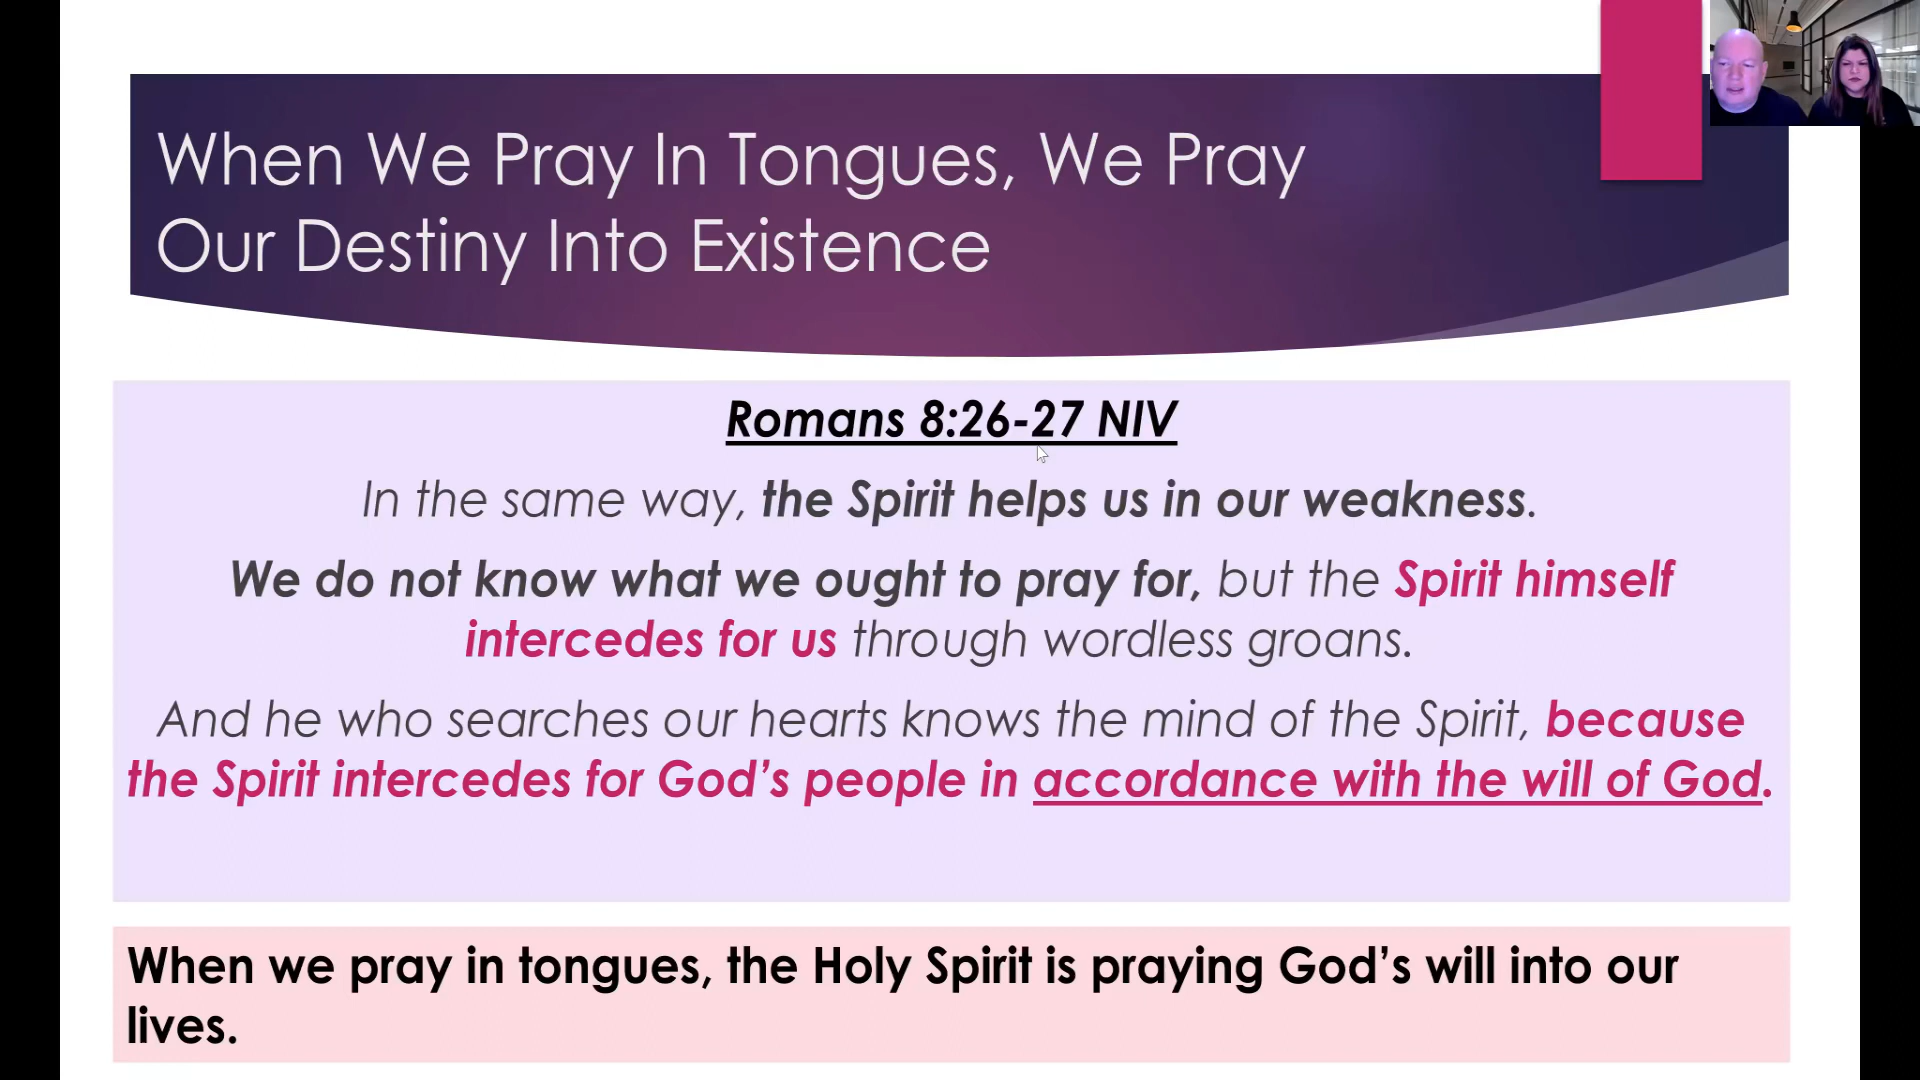 When We Pray In Tongues, We Pray
Our Destiny Into Existence
Romans 8:26-27 NIV
In the same way, the Spirit helps us in our weakness.
We do not know what we ought to pray for, but the Spirit himself
intercedes for us through wordless groans.
And he who searches our hearts knows the mind of the Spirit, because
the Spirit intercedes for God’s people in accordance with the will of God.
When we pray in tongues, the Holy Spirit is praying God’s will into our
lives.